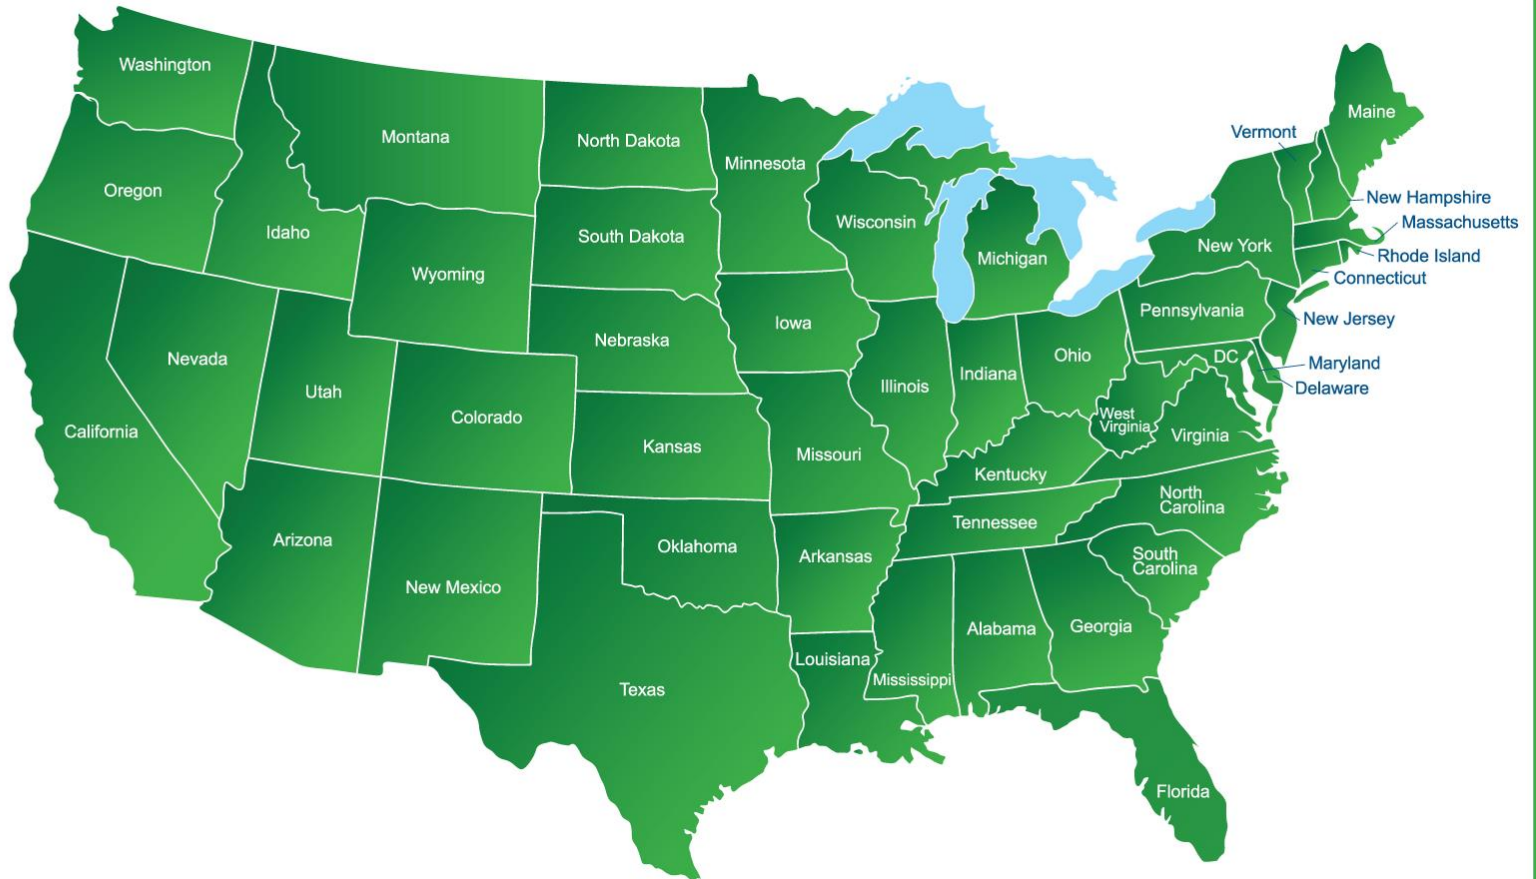 Washington
Montana
North Dakota
Minnesota
Maine
Vermont
Oregon
Idaho
Wyoming
South Dakota
Wisconsin
Michigan
New York
New Hampshire
Massachusetts
Rhode Island
Connecticut
Nebraska
Iowa
Pennsylvania
New Jersey
Nevada
Utah
Colorado
Illinois
Indiana
Ohio
DC
Maryland
Delaware
California
Kansas
Missouri
Kentucky
West
Virginia
Virginia
Arizona
New Mexico
Oklahoma
Arkansas
Tennessee
North
Carolina
South
Carolina
Texas
Louisiana
Mississippi
Alabama
Georgia
Florida